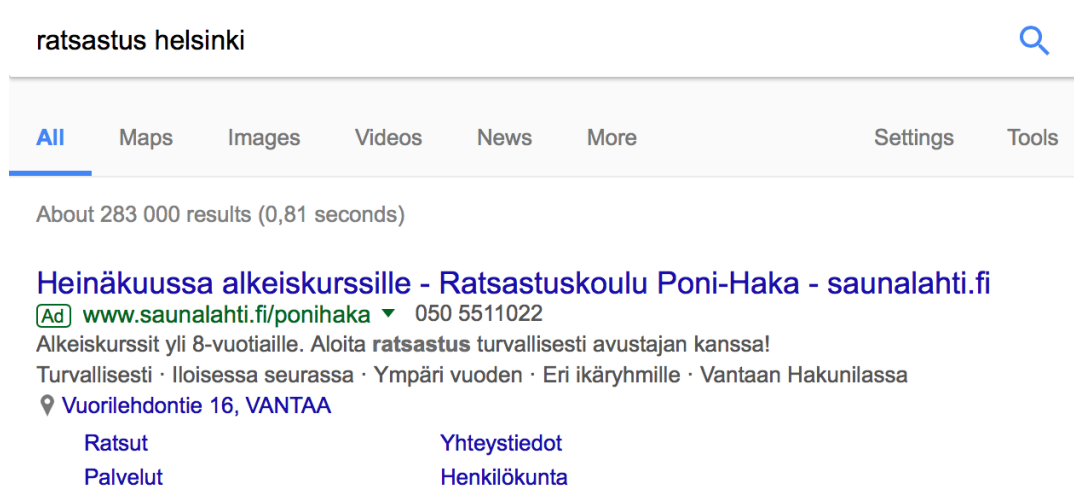 ratsastus helsinki
All Maps Images Videos News More Settings Tools
About 283 000 results (0,81 seconds)
Heinäkuussa alkeiskurssille - Ratsastuskoulu Poni-Haka - saunalahti.fi
Ad www.saunalahti.fi/ponihaka 050 5511022
Alkeiskurssit yli 8-vuotiaille. Aloita ratsastus turvallisesti avustajan kanssa!
Turvallisesti · Iloisessa seurassa · Ympäri vuoden · Eri ikäryhmille · Vantaan Hakunilassa
Vuorilehdontie 16, VANTAA
Ratsut Yhteystiedot
Palvelut Henkilökunta